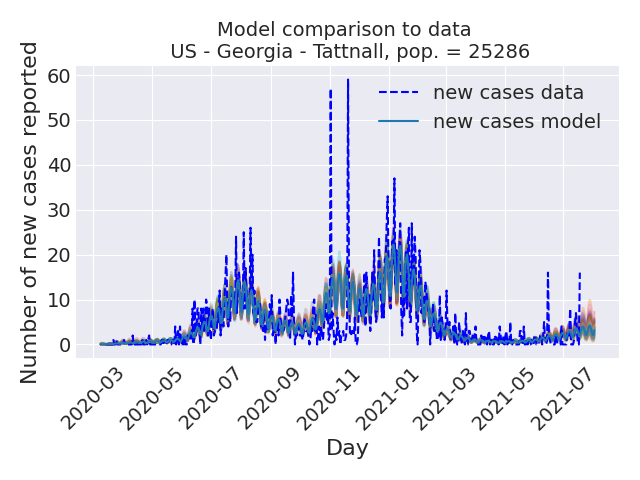 Model comparison to data
US - Georgia - Tattnall, pop. = 25286
Number of new cases reported
60
50
40
30
20
10
0
new cases data
new cases model
2020-03
2020-05
2020-07
2020-09
2020-11
2021-01
2021-03
2021-05
2021-07
Day